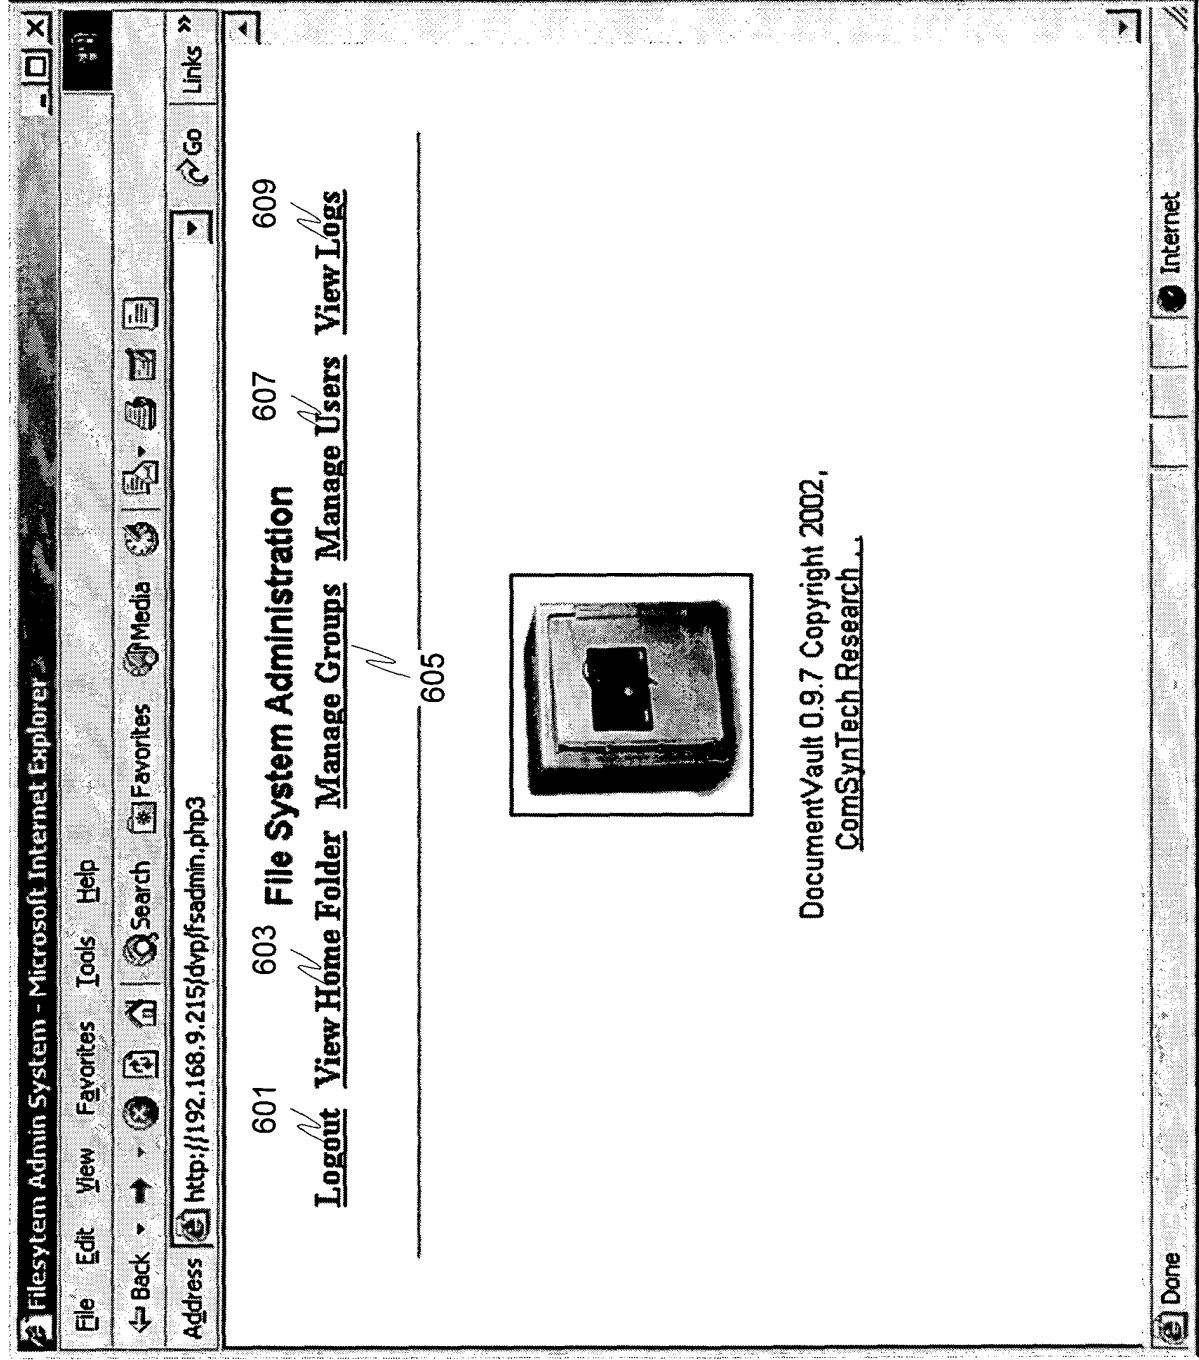 Filesytem Admin System - Microsoft Internet Explorer
File Edit View Favorites Tools Help
Back Search Favorites Media
Address http://192.168.9.215/dvp/fsadmin.php3 Go Links »
601 603 607 609
File System Administration
Logout View Home Folder Manage Groups Manage Users View Logs
605
DocumentVault 0.9.7 Copyright 2002,
ComSynTech Research . .
Done Internet